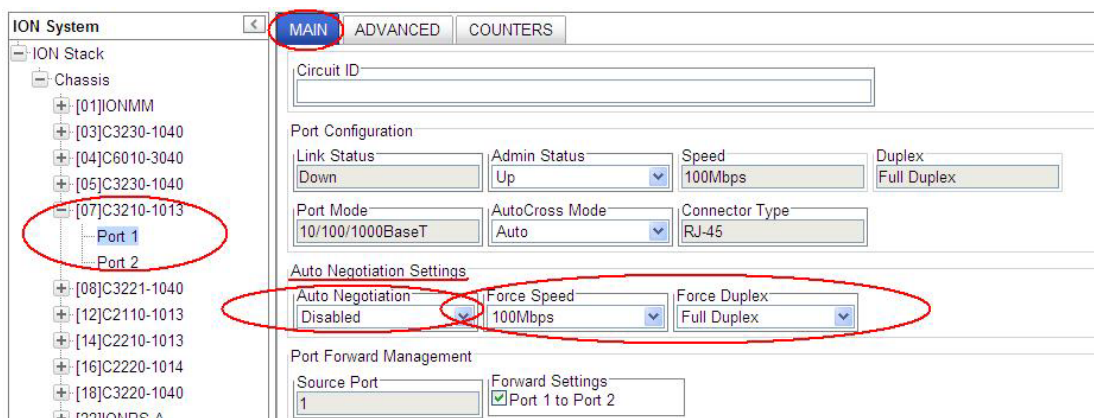 ION System
ION Stack
Chassis
[01]IONMM
[03]C3230-1040
[04]C6010-3040
[05]C3230-1040
[07]C3210-1013
Port 1
Port 2
[08]C3221-1040
[12]C2110-1013
[14]C2210-1013
[16]C2220-1014
[18]C3220-1040
MAIN ADVANCED COUNTERS
Circuit ID
Port Configuration
Link Status Admin Status Speed Duplex
Down Up 100Mbps Full Duplex
Port Mode AutoCross Mode Connector Type
10/100/1000BaseT Auto RJ-45
Auto Negotiation Settings
Auto Negotiation Force Speed Force Duplex
Disabled 100Mbps Full Duplex
Port Forward Management
Source Port Forward Settings
1 Port 1 to Port 2